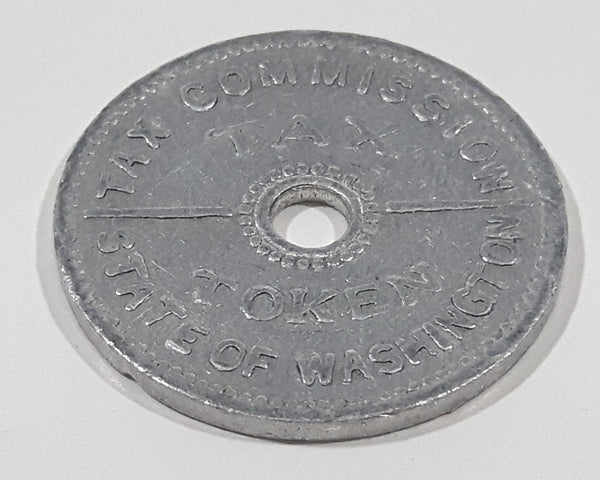 TAX COMMISSION
TAX
TOKEN
STATE OF WASHINGTON